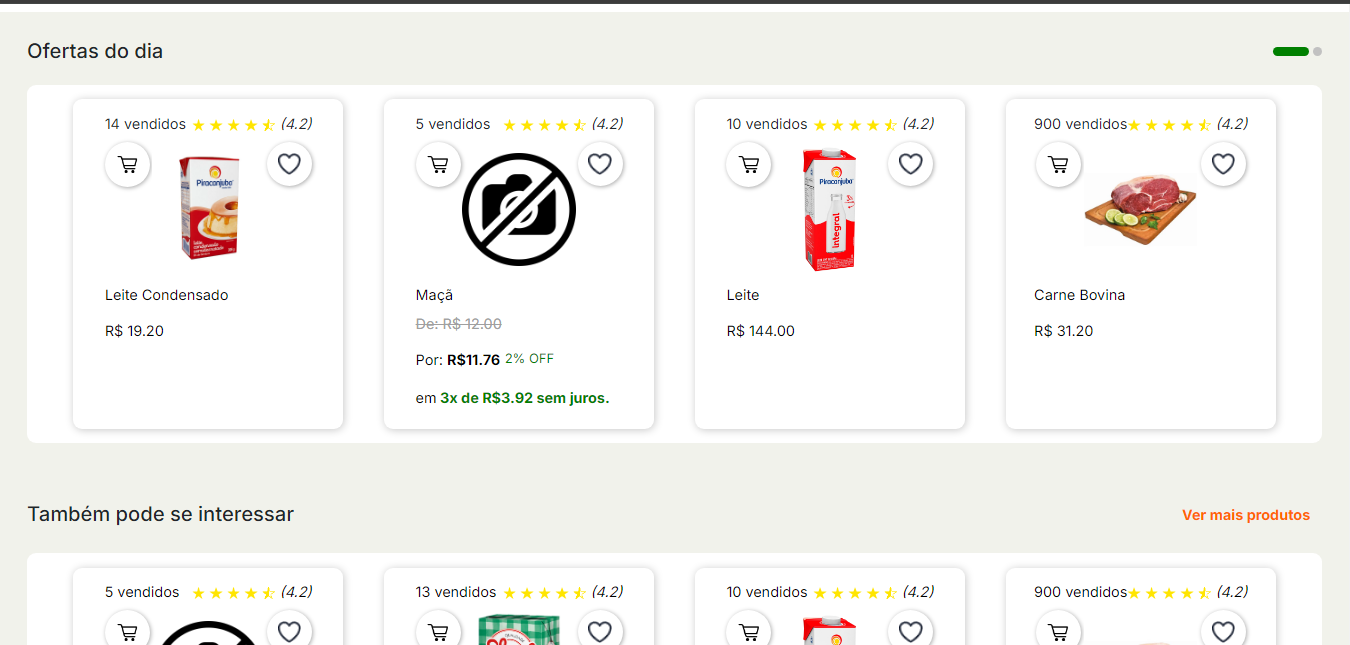 Ofertas do dia
14 vendidos (4.2)
Piracanjuba
Leite Condensado
R$ 19.20
5 vendidos (4.2)
Maçã
De: R$ 12.00
Por: R$11.76 2% OFF
em 3x de R$3.92 sem juros.
10 vendidos (4.2)
Piracanjuba
integral
Leite
R$ 144.00
900 vendidos (4.2)
Carne Bovina
R$ 31.20
Também pode se interessar
Ver mais produtos
5 vendidos (4.2)
13 vendidos (4.2)
10 vendidos (4.2)
900 vendidos (4.2)